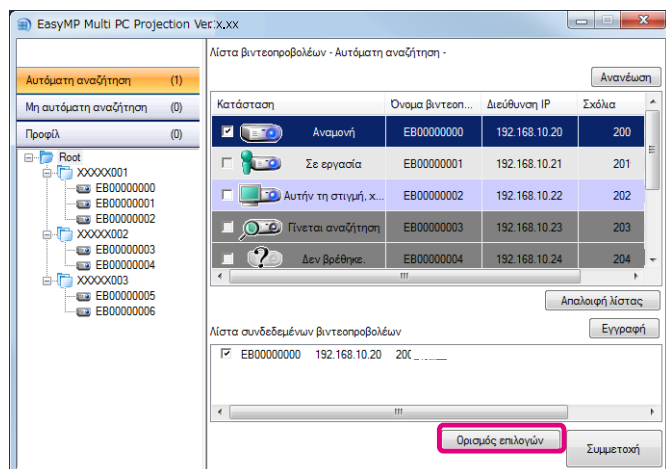 EasyMP Multi PC Projection Ver.x,xx
Λίστα βιντεοπροβολέων - Αυτόματη αναζήτηση -
Αυτόματη αναζήτηση (1)
Μη αυτόματη αναζήτηση (0)
Προφίλ (0)
Root
XXXXX001
EB00000000
EB00000001
EB00000002
XXXXX002
EB00000003
EB00000004
XXXXX003
EB00000005
EB00000006
Ανανέωση
Κατάσταση Όνομα βιντεοπ... Διεύθυνση IP Σχόλια
Αναμονή EB00000000 192.168.10.20 200
Σε εργασία EB00000001 192.168.10.21 201
Αυτήν τη στιγμή, χ... EB00000002 192.168.10.22 202
Γίνεται αναζήτηση EB00000003 192.168.10.23 203
Δεν βρέθηκε. EB00000004 192.168.10.24 204
Απαλοιφή λίστας
Λίστα συνδεδεμένων βιντεοπροβολέων
Εγγραφή
EB00000000 192.168.10.20 200
Ορισμός επιλογών
Συμμετοχή